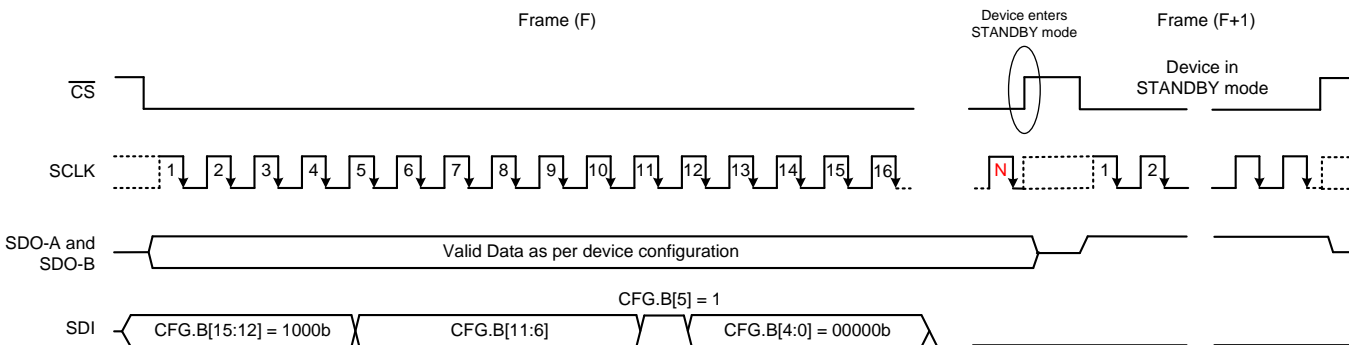 Frame (F)
Device enters
STANDBY mode
Frame (F+1)
CS
Device in
STANDBY mode
SCLK
1 2 3 4 5 6 7 8 9 10 11 12 13 14 15 16 N 1 2
SDO-A and
SDO-B
Valid Data as per device configuration
CFG.B[5] = 1
SDI
CFG.B[15:12] = 1000b
CFG.B[11:6]
CFG.B[4:0] = 00000b